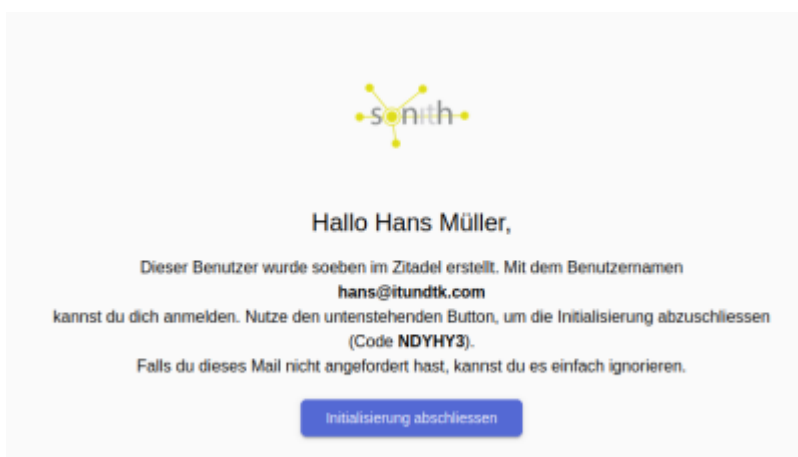 sonith
Hallo Hans Müller,
Dieser Benutzer wurde soeben im Zitadel erstellt. Mit dem Benutzernamen
hans@itundtk.com
kannst du dich anmelden. Nutze den untenstehenden Button, um die Initialisierung abzuschliessen
(Code NDYHY3).
Falls du dieses Mail nicht angefordert hast, kannst du es einfach ignorieren.
Initialisierung abschliessen